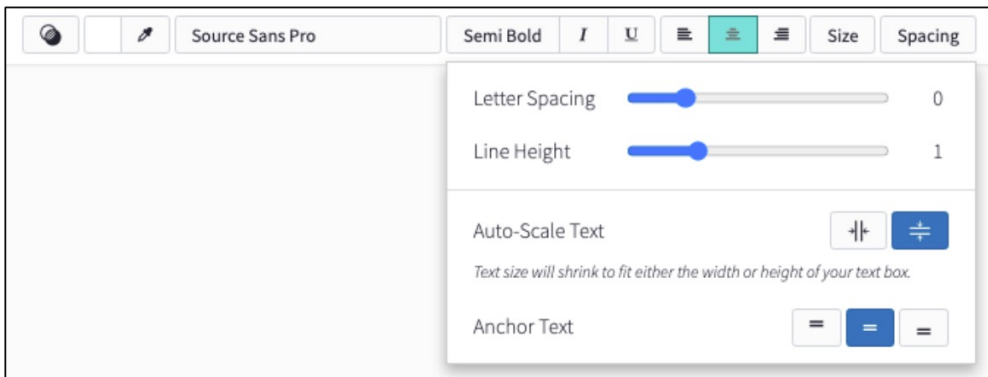 Source Sans Pro Semi Bold I U Size Spacing
Letter Spacing 0
Line Height 1
Auto-Scale Text
Text size will shrink to fit either the width or height of your text box.
Anchor Text